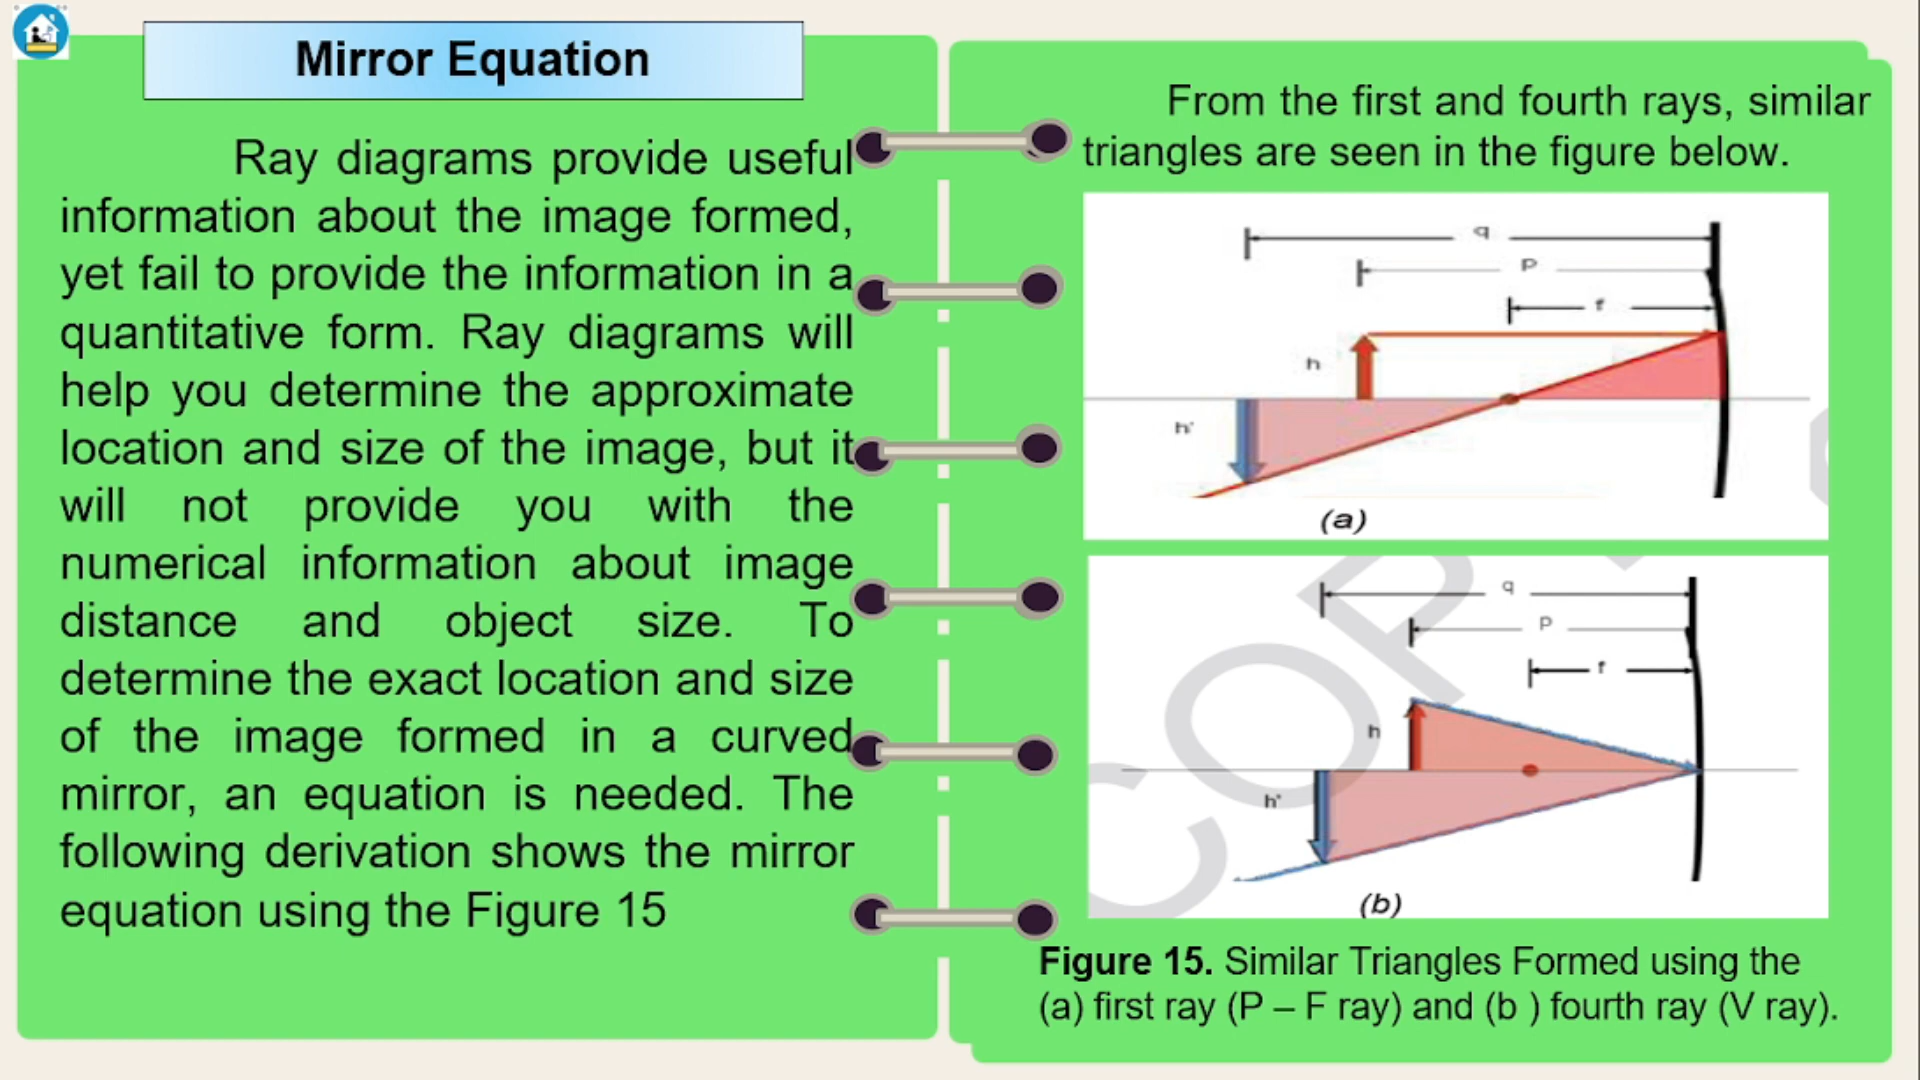 Mirror Equation
Ray diagrams provide useful
information about the image formed,
yet fail to provide the information in a
quantitative form. Ray diagrams will
help you determine the approximate
location and size of the image, but it
will not provide you with the
numerical information about image
distance and object size. To
determine the exact location and size
of the image formed in a curved
mirror, an equation is needed. The
following derivation shows the mirror
equation using the Figure 15
From the first and fourth rays, similar
triangles are seen in the figure below.
q
P
f
h
h'
(a)
q
P
f
h
h'
(b)
COP
Figure 15. Similar Triangles Formed using the
(a) first ray (P – F ray) and (b ) fourth ray (V ray).